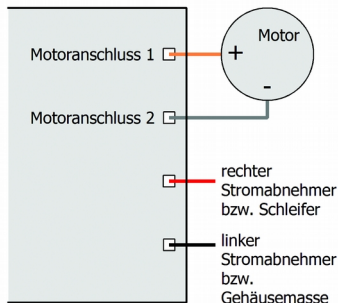 Motor
Motoranschluss 1
+
Motoranschluss 2
-
rechter
Stromabnehmer
bzw. Schleifer
linker
Stromabnehmer
bzw.
Gehäusemasse